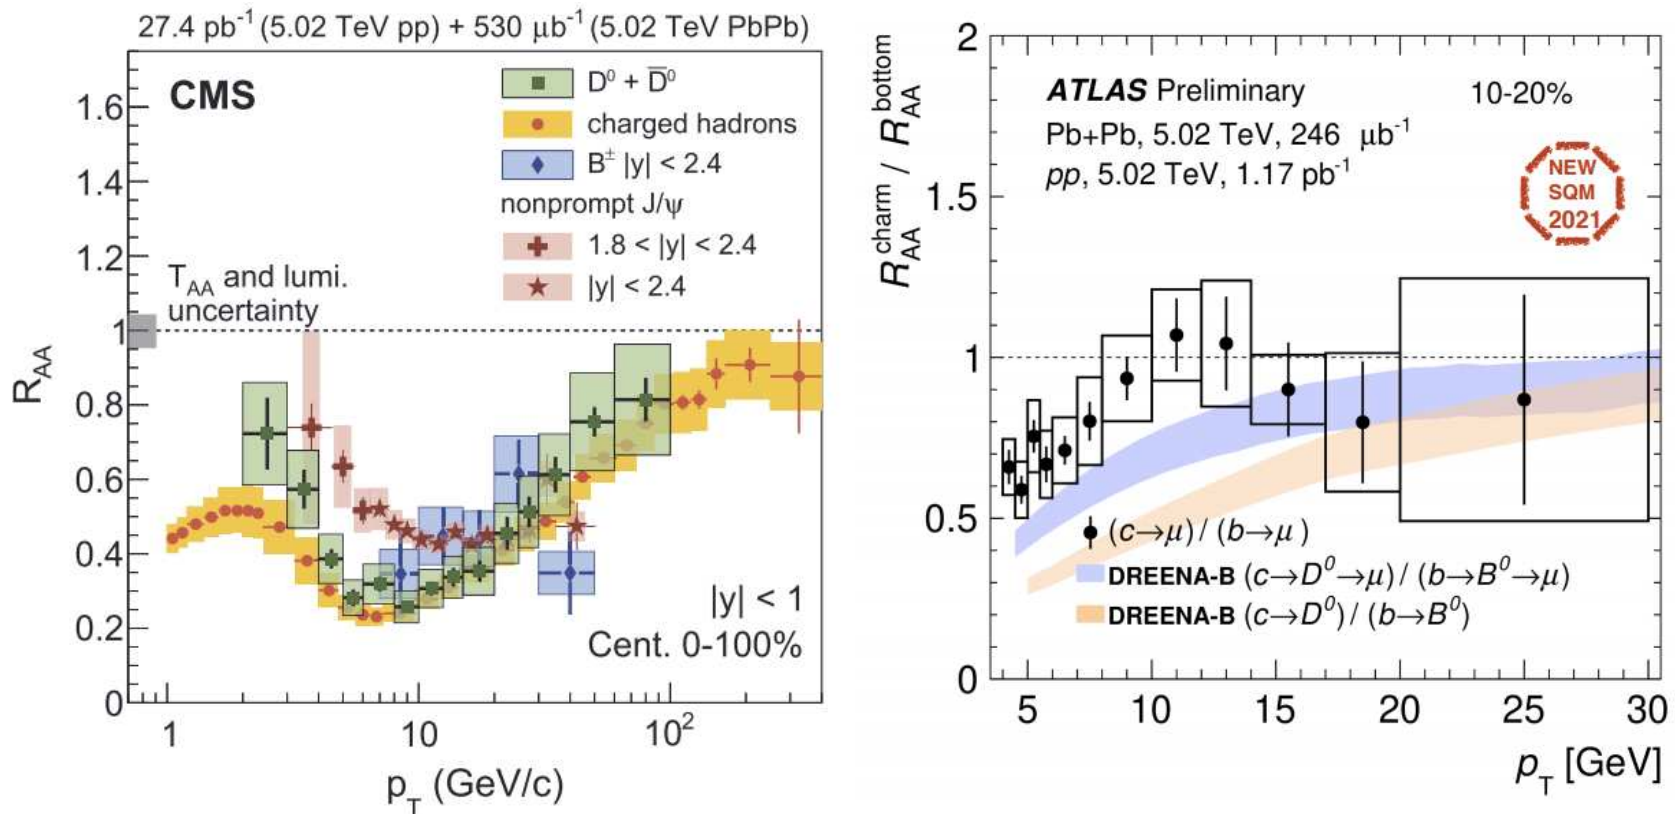 27.4 pb⁻¹ (5.02 TeV pp) + 530 μb⁻¹ (5.02 TeV PbPb)
CMS
D⁰ + D̅⁰
charged hadrons
B± |y| < 2.4
nonprompt J/ψ
1.8 < |y| < 2.4
|y| < 2.4
T_AA and lumi.
uncertainty
|y| < 1
Cent. 0-100%
R_AA
1.6
1.4
1.2
1
0.8
0.6
0.4
0.2
0
1 10 10²
p_T (GeV/c)
R_AA^charm / R_AA^bottom
2
1.5
1
0.5
0
ATLAS Preliminary
10-20%
Pb+Pb, 5.02 TeV, 246 μb⁻¹
pp, 5.02 TeV, 1.17 pb⁻¹
NEW
SQM
2021
(c→μ) / (b→μ)
DREENA-B (c→D⁰→μ) / (b→B⁰→μ)
DREENA-B (c→D⁰) / (b→B⁰)
5 10 15 20 25 30
p_T [GeV]